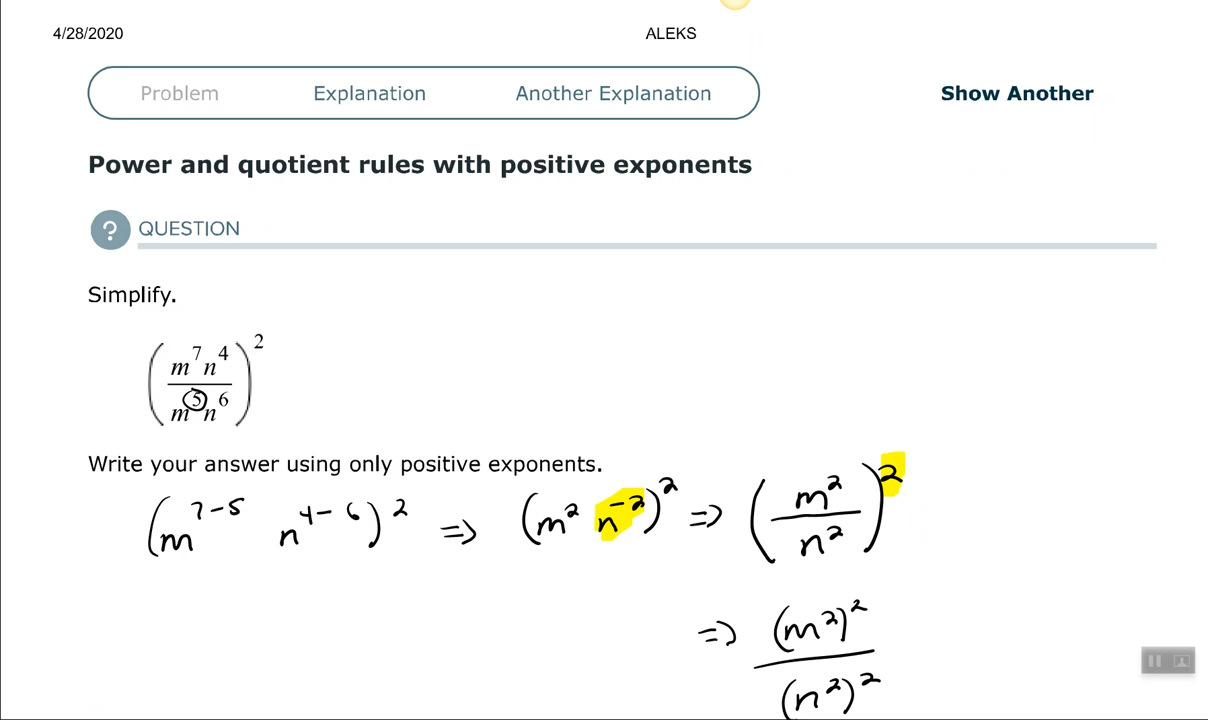 4/28/2020 ALEKS
Problem Explanation Another Explanation Show Another
Power and quotient rules with positive exponents
? QUESTION
Simplify.
(m^7 n^4 / m^5 n^6)^2
Write your answer using only positive exponents.
(m^{7-5} n^{4-6})^2 => (m^2 n^{-2})^2 => (m^2 / n^2)^2
=> (m^2)^2 / (n^2)^2